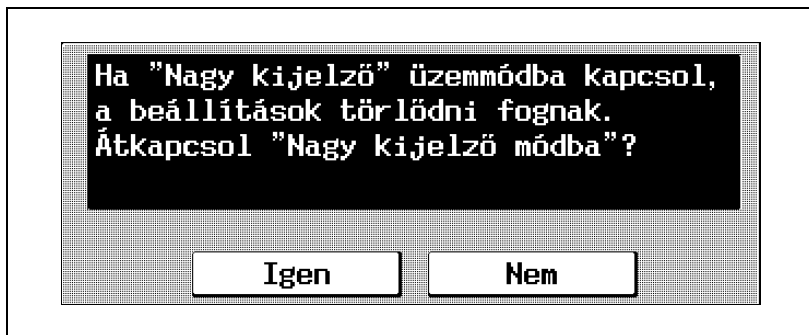 Ha ”Nagy kijelző” üzemmódba kapcsol,
a beállítások törlődni fognak.
Átkapcsol ”Nagy kijelző módba”?
Igen
Nem